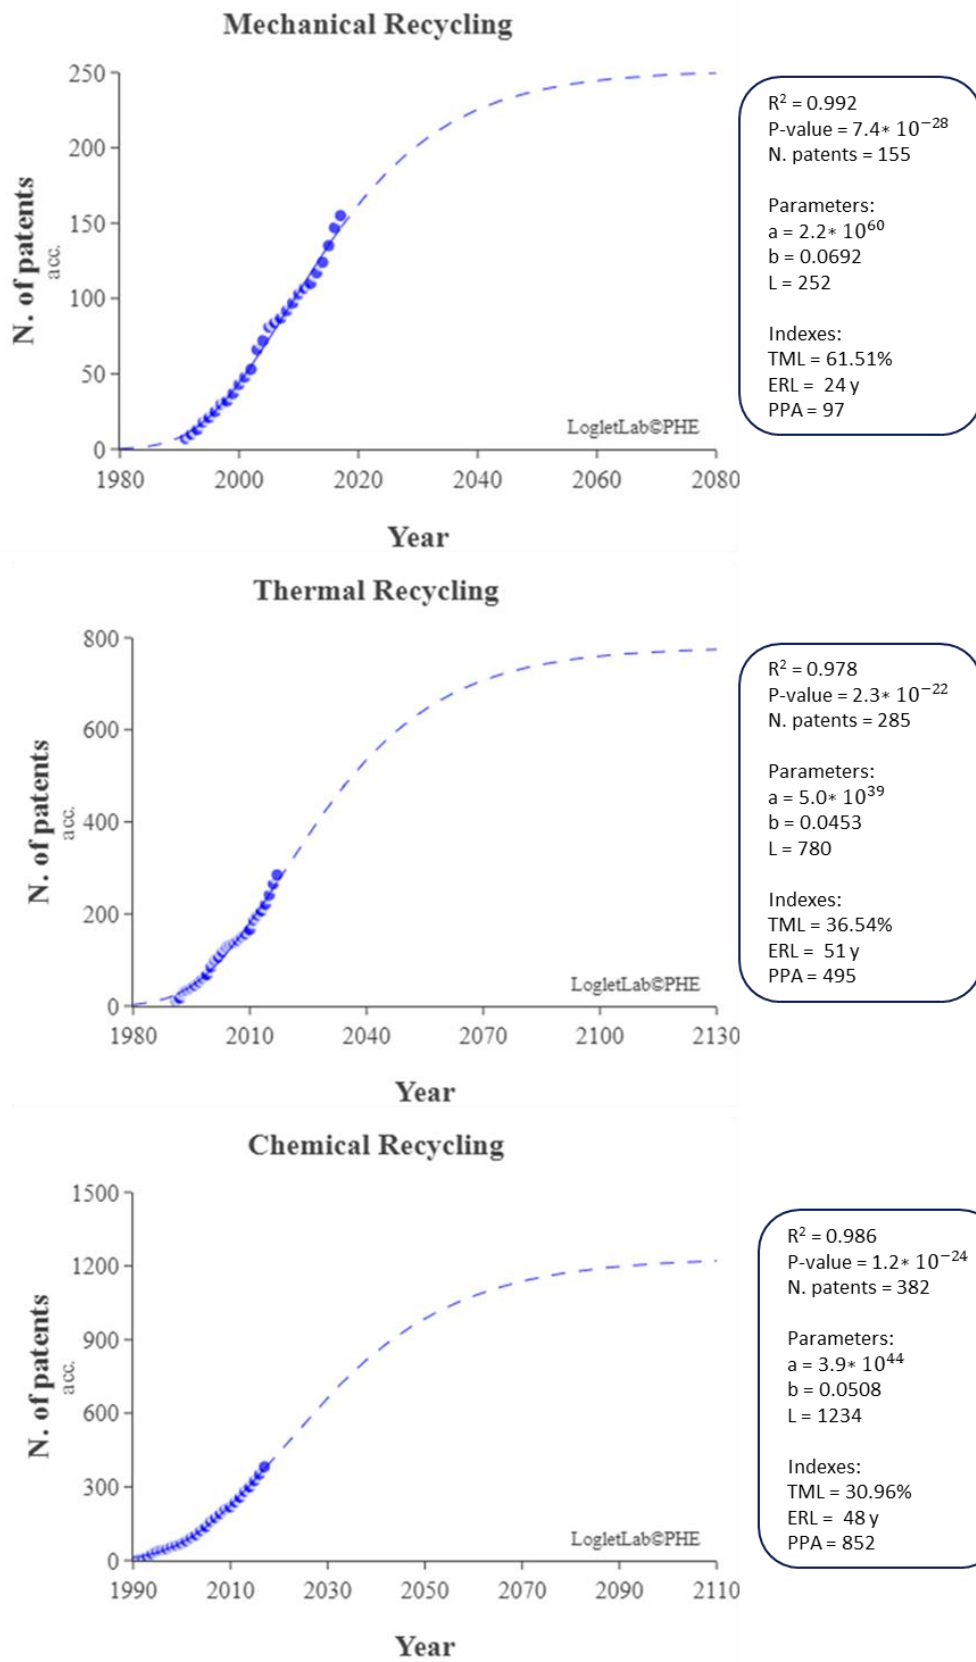 Mechanical Recycling
250
200
150
100
50
0
N. of patents
acc.
1980 2000 2020 2040 2060 2080
Year
LogletLab©PHE
R² = 0.992
P-value = 7.4* 10⁻²⁸
N. patents = 155
Parameters:
a = 2.2* 10⁶⁰
b = 0.0692
L = 252
Indexes:
TML = 61.51%
ERL = 24 y
PPA = 97
Thermal Recycling
800
600
400
200
0
N. of patents
acc.
1980 2010 2040 2070 2100 2130
Year
LogletLab©PHE
R² = 0.978
P-value = 2.3* 10⁻²²
N. patents = 285
Parameters:
a = 5.0* 10³⁹
b = 0.0453
L = 780
Indexes:
TML = 36.54%
ERL = 51 y
PPA = 495
Chemical Recycling
1500
1200
900
600
300
0
N. of patents
acc.
1990 2010 2030 2050 2070 2090 2110
Year
LogletLab©PHE
R² = 0.986
P-value = 1.2* 10⁻²⁴
N. patents = 382
Parameters:
a = 3.9* 10⁴⁴
b = 0.0508
L = 1234
Indexes:
TML = 30.96%
ERL = 48 y
PPA = 852